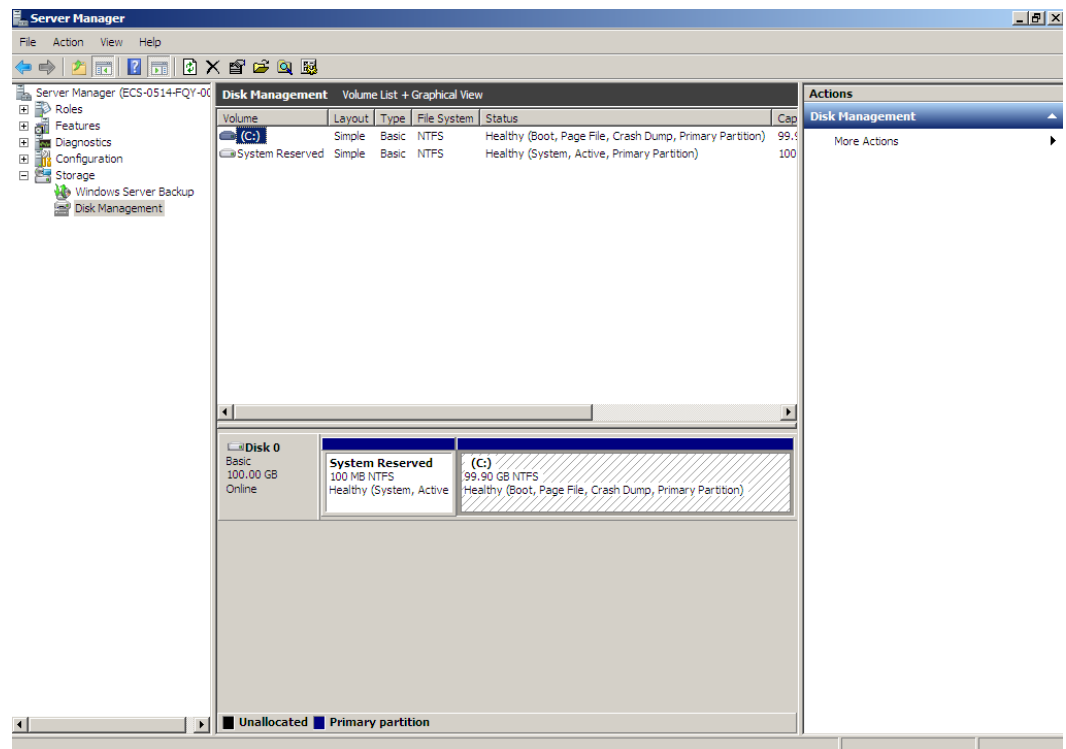 Server Manager
File Action View Help
Server Manager (ECS-0514-FQY-00
Roles
Features
Diagnostics
Configuration
Storage
Windows Server Backup
Disk Management
Disk Management Volume List + Graphical View
Volume Layout Type File System Status Cap
(C:) Simple Basic NTFS Healthy (Boot, Page File, Crash Dump, Primary Partition) 99.9
System Reserved Simple Basic NTFS Healthy (System, Active, Primary Partition) 100
Disk 0
Basic
100.00 GB
Online
System Reserved
100 MB NTFS
Healthy (System, Active
(C:)
99.90 GB NTFS
Healthy (Boot, Page File, Crash Dump, Primary Partition)
Unallocated Primary partition
Actions
Disk Management
More Actions